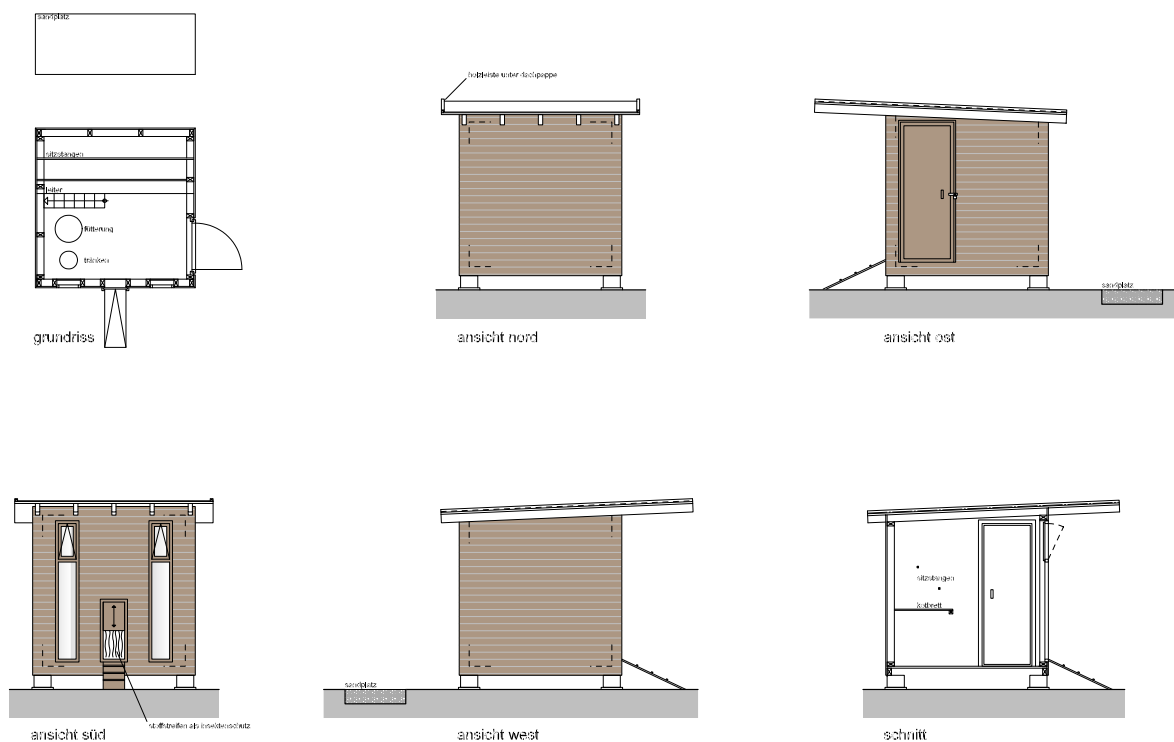 sandplatz
sitzstangen
leiter
fütterung
tränken
grundriss
holzleiste unter dachpappe
ansicht nord
sandplatz
ansicht ost
stoffstreifen als insektenschutz
ansicht süd
sandplatz
ansicht west
sitzstangen
kotbrett
schnitt